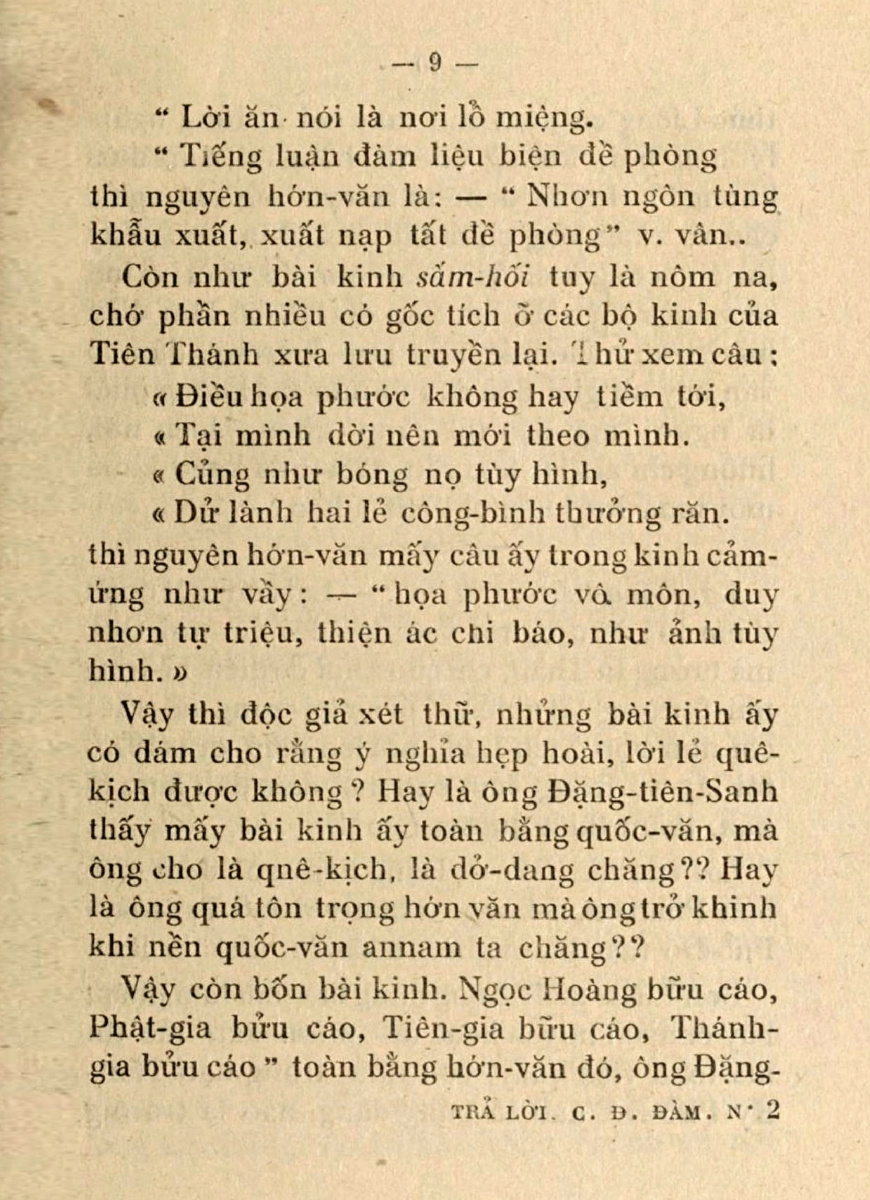 — 9 —
“ Lời ăn nói là nơi lổ miệng.
“ Tiếng luận đàm liệu biện đề phòng
thì nguyên hớn-văn là: — “ Nhơn ngôn tùng
khẩu xuất, xuất nạp tất đề phòng” v. vân..
Còn như bài kinh sắm-hối tuy là nôm na,
chớ phần nhiều có gốc tích ở các bộ kinh của
Tiên Thánh xưa lưu truyền lại. Thử xem câu :
« Điều họa phước không hay tiềm tới,
« Tại mình dời nên mới theo mình.
« Củng như bóng nọ tùy hình,
« Dử lành hai lẻ công-bình thưởng răn.
thì nguyên hớn-văn mấy câu ấy trong kinh cảm-
ứng như vầy : — “ họa phước vô môn, duy
nhơn tự triệu, thiện ác chi báo, như ảnh tùy
hình. »
Vậy thì độc giả xét thữ, những bài kinh ấy
có dám cho rằng ý nghỉa hẹp hoài, lời lẻ quê-
kịch được không ? Hay là ông Đặng-tiên-Sanh
thấy mấy bài kinh ấy toàn bằng quốc-văn, mà
ông cho là qnê-kịch, là dở-dang chăng ?? Hay
là ông quá tôn trọng hớn văn mà ông trở khinh
khi nền quốc-văn annam ta chăng ??
Vậy còn bốn bài kinh. Ngọc Hoàng bữu cáo,
Phật-gia bửu cáo, Tiên-gia bữu cáo, Thánh-
gia bửu cáo ” toàn bằng hớn-văn đó, ông Đặng-
TRẢ LỜI. C. Đ. ĐÀM. N• 2